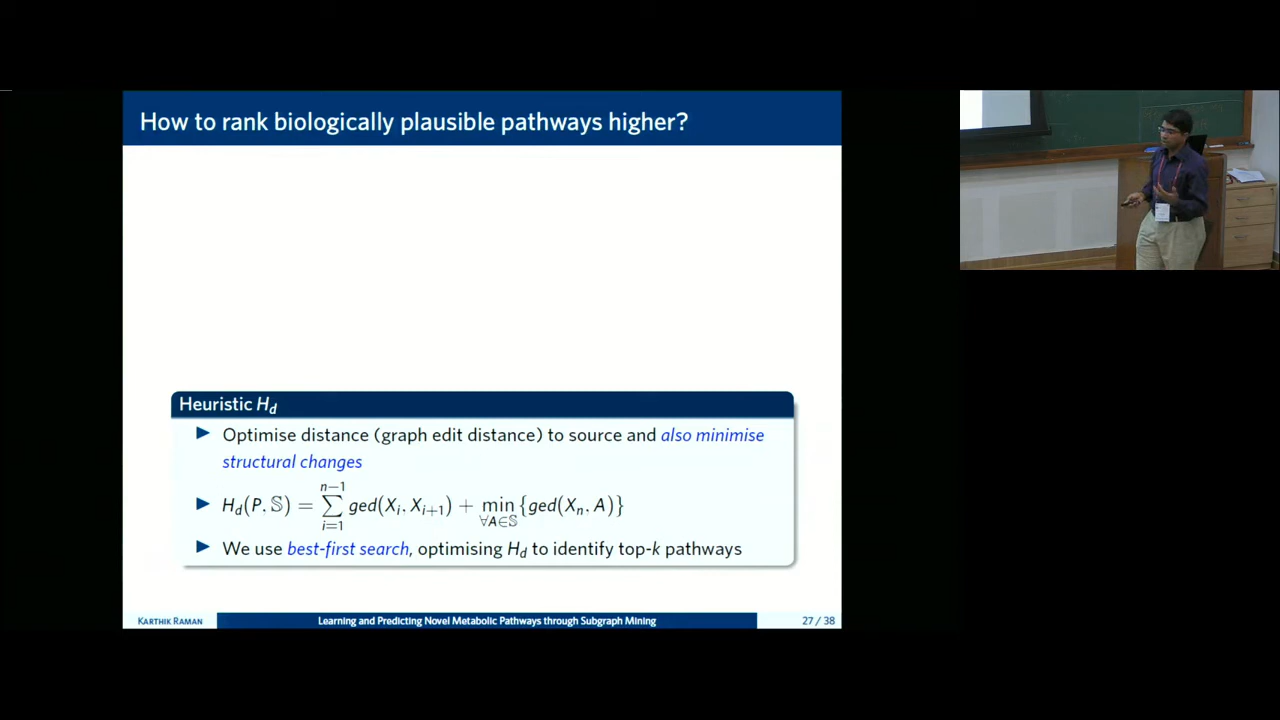 How to rank biologically plausible pathways higher?
Heuristic H_d
▶ Optimise distance (graph edit distance) to source and also minimise
structural changes
▶ H_d(P, 𝕊) = ∑_{i=1}^{n−1} ged(X_i, X_{i+1}) + min_{∀A∈𝕊} {ged(X_n, A)}
▶ We use best-first search, optimising H_d to identify top-k pathways
KARTHIK RAMAN
Learning and Predicting Novel Metabolic Pathways through Subgraph Mining
27 / 38